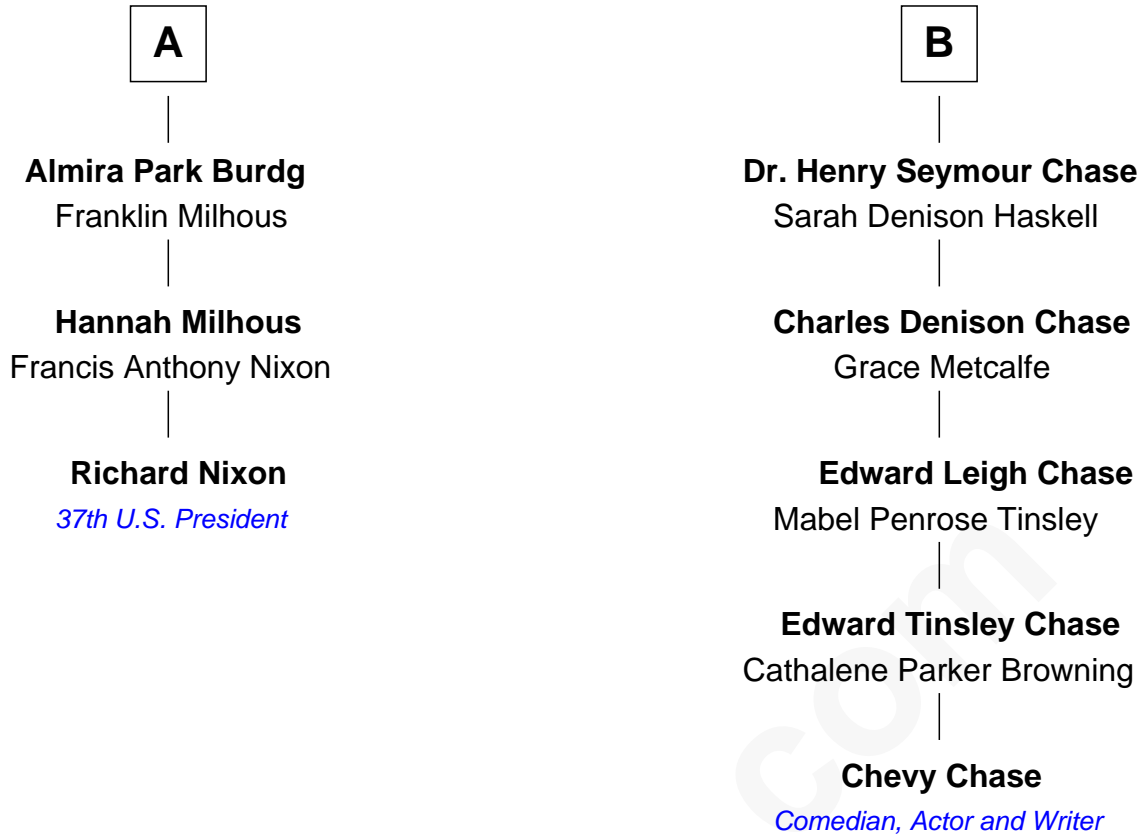 A
Almira Park Burdg
Franklin Milhous
Hannah Milhous
Francis Anthony Nixon
Richard Nixon
37th U.S. President
B
Dr. Henry Seymour Chase
Sarah Denison Haskell
Charles Denison Chase
Grace Metcalfe
Edward Leigh Chase
Mabel Penrose Tinsley
Edward Tinsley Chase
Cathalene Parker Browning
Chevy Chase
Comedian, Actor and Writer
com